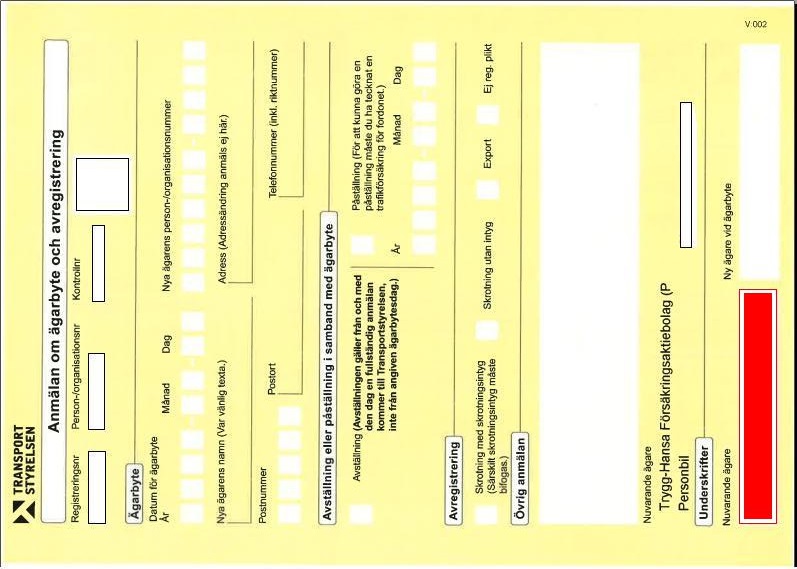 V 002
TRANSPORT
STYRELSEN
Anmälan om ägarbyte och avregistrering
Registreringsnr
Person-/organisationsnr
Kontrollnr
Ägarbyte
Datum för ägarbyte
År
Månad
Dag
Nya ägarens person-/organisationsnummer
Nya ägarens namn (Var vänlig texta.)
Adress (Adressändring anmäls ej här.)
Postnummer
Postort
Telefonnummer (inkl. riktnummer)
Avställning eller påställning i samband med ägarbyte
Avställning (Avställningen gäller från och med
den dag en fullständig anmälan
kommer till Transportstyrelsen,
inte från angiven ägarbytesdag.)
Påställning (För att kunna göra en
påställning måste du ha tecknat en
trafikförsäkring för fordonet.)
År
Månad
Dag
Avregistrering
Skrotning med skrotningsintyg
(Särskilt skrotningsintyg måste
bifogas.)
Skrotning utan intyg
Export
Ej reg. plikt
Övrig anmälan
Nuvarande ägare
Trygg-Hansa Försäkringsaktiebolag (P
Personbil
Underskrifter
Nuvarande ägare
Ny ägare vid ägarbyte